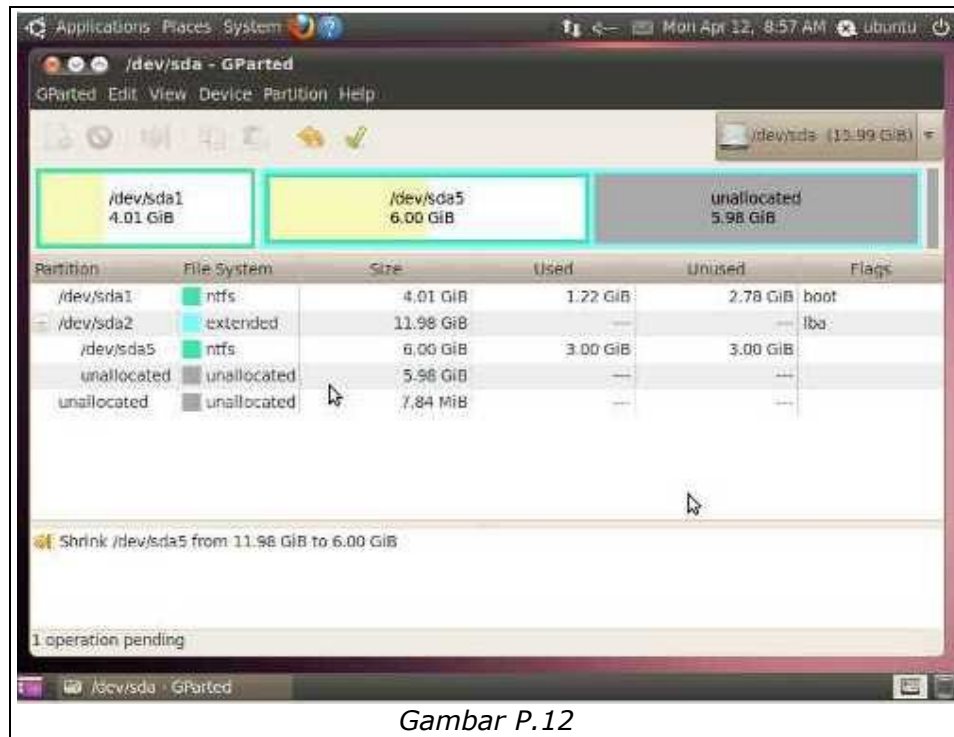 Applications Places System Mon Apr 12, 8:57 AM ubuntu
/dev/sda - GParted
GParted Edit View Device Partition Help
/dev/sda (15.99 GiB)
/dev/sda1 /dev/sda5 unallocated
4.01 GiB 6.00 GiB 5.98 GiB
Partition File System Size Used Unused Flags
/dev/sda1 ntfs 4.01 GiB 1.22 GiB 2.78 GiB boot
/dev/sda2 extended 11.98 GiB --- --- lba
/dev/sda5 ntfs 6.00 GiB 3.00 GiB 3.00 GiB
unallocated unallocated 5.98 GiB --- ---
unallocated unallocated 7.84 MiB --- ---
Shrink /dev/sda5 from 11.98 GiB to 6.00 GiB
1 operation pending
/dev/sda - GParted
Gambar P.12